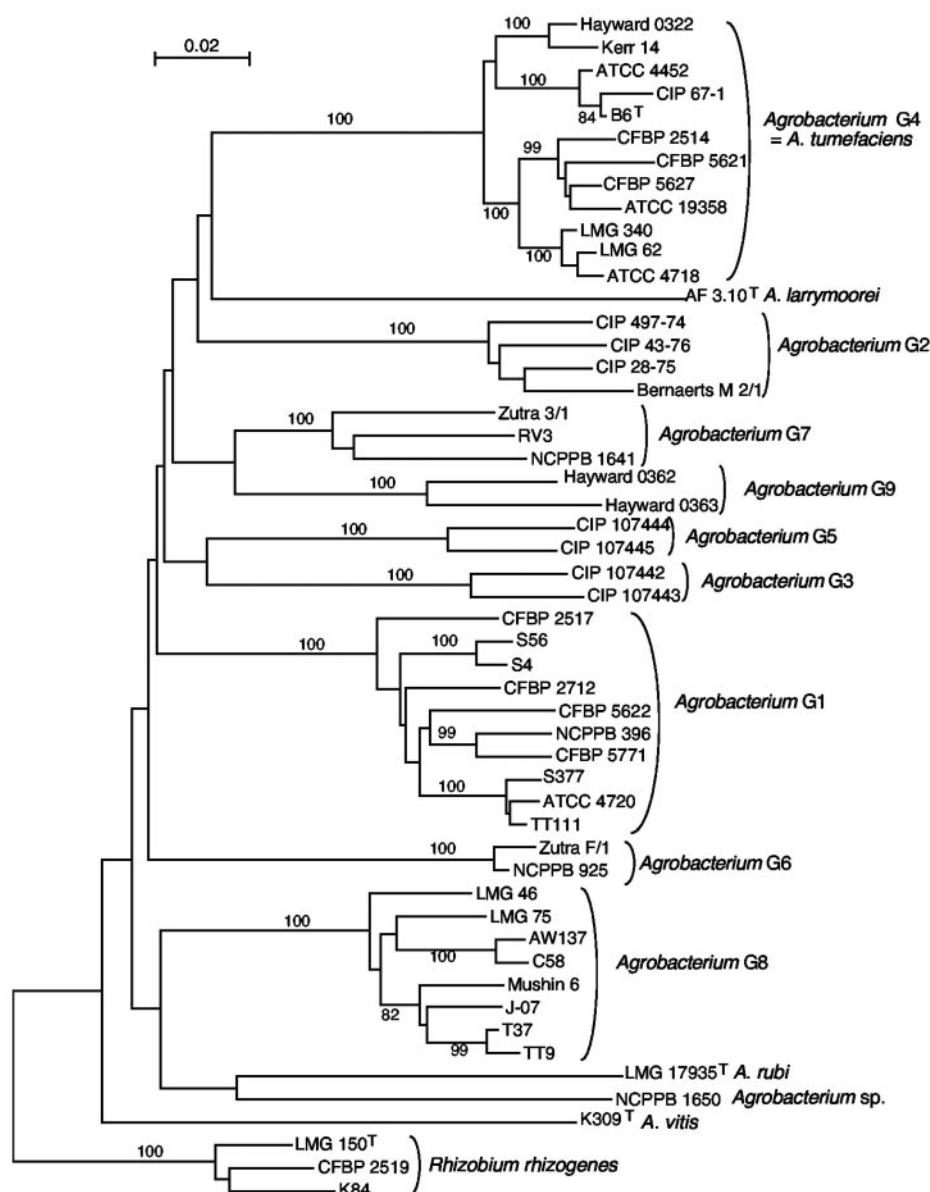 Hayward 0322
100
0.02
Kerr 14
ATCC 4452
100
CIP 67-1
84
B6T
Agrobacterium G4
= A. tumefaciens
100
CFBP 2514
99
CFBP 5621
CFBP 5627
ATCC 19358
100
LMG 340
LMG 62
100
ATCC 4718
AF 3.10T A. larrymoorei
CIP 497-74
100
CIP 43-76
Agrobacterium G2
CIP 28-75
Bernaerts M 2/1
Zutra 3/1
100
RV3
Agrobacterium G7
NCPPB 1641
Hayward 0362
100
Agrobacterium G9
Hayward 0363
CIP 107444
100
Agrobacterium G5
CIP 107445
CIP 107442
100
Agrobacterium G3
CIP 107443
CFBP 2517
100
S56
100
S4
CFBP 2712
Agrobacterium G1
CFBP 5622
99
NCPPB 396
CFBP 5771
S377
100
ATCC 4720
TT111
Zutra F/1
100
Agrobacterium G6
NCPPB 925
LMG 46
100
LMG 75
AW137
100
C58
Agrobacterium G8
Mushin 6
82
J-07
T37
99
TT9
LMG 17935T A. rubi
NCPPB 1650 Agrobacterium sp.
K309T A. vitis
LMG 150T
100
CFBP 2519
Rhizobium rhizogenes
K84